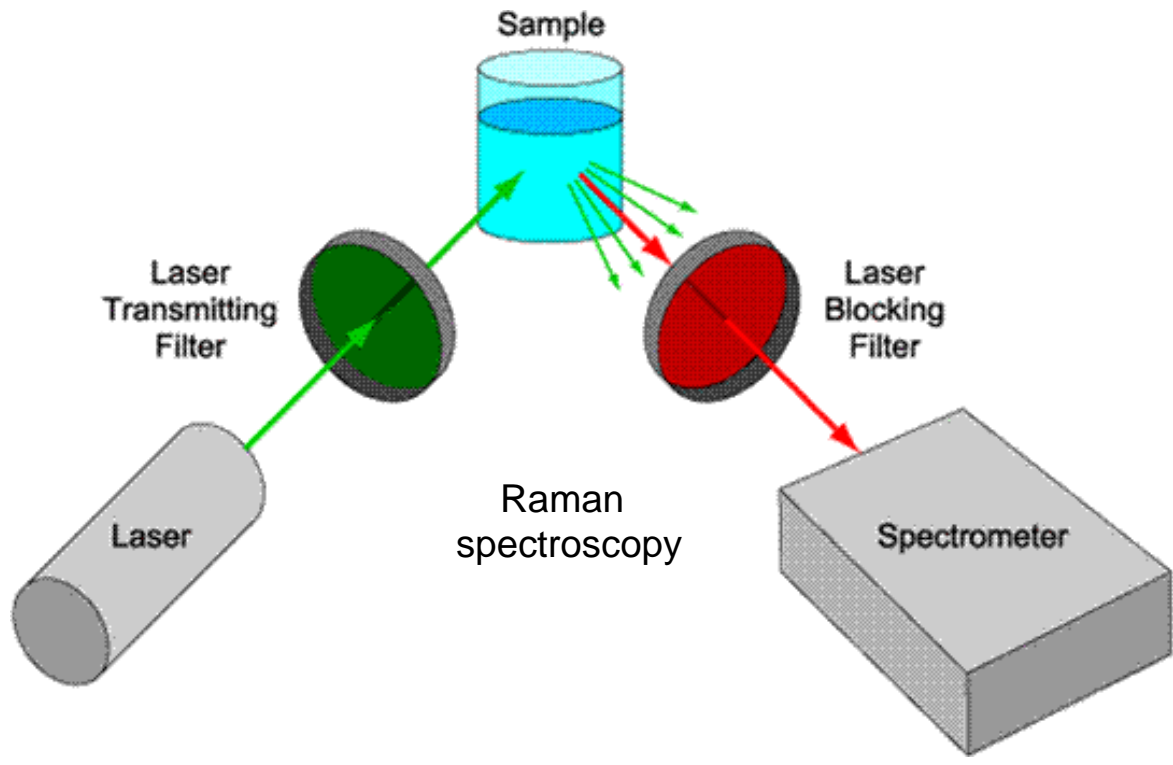 Sample
Laser
Transmitting
Filter
Laser
Blocking
Filter
Laser
Raman
spectroscopy
Spectrometer